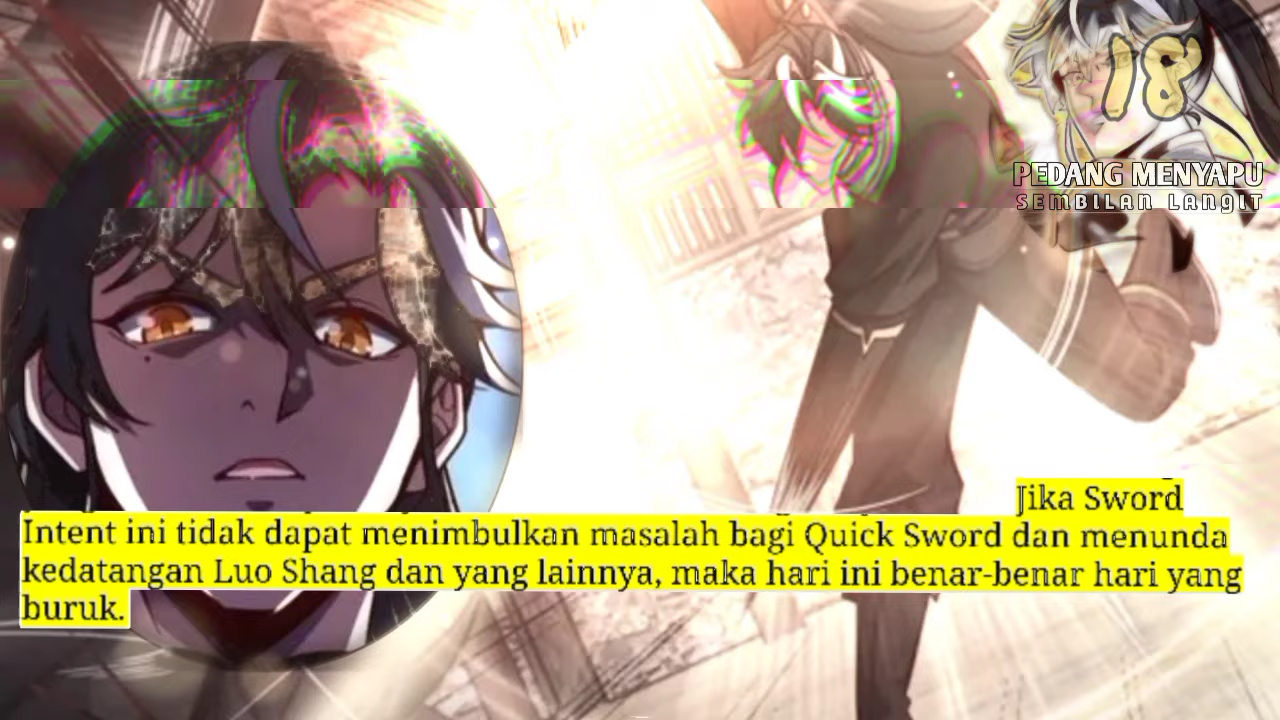 18
PEDANG MENYAPU
SEMBILAN LANGIT
Jika Sword
Intent ini tidak dapat menimbulkan masalah bagi Quick Sword dan menunda
kedatangan Luo Shang dan yang lainnya, maka hari ini benar-benar hari yang
buruk.